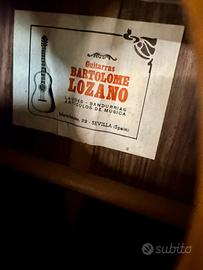 Guitarras
BARTOLOME
LOZANO
LAUDES - BANDURRIAS
ARTICULOS DE MUSICA
SEVILLA (Spain)
subito